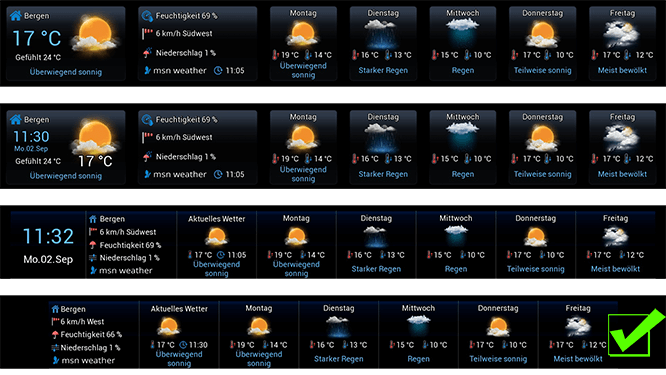 Bergen
17 °C
Gefühlt 24 °C
Überwiegend sonnig
Feuchtigkeit 69 %
6 km/h Südwest
Niederschlag 1 %
msn weather 11:05
Montag
19 °C 14 °C
Überwiegend
sonnig
Dienstag
16 °C 13 °C
Starker Regen
Mittwoch
15 °C 10 °C
Regen
Donnerstag
17 °C 10 °C
Teilweise sonnig
Freitag
17 °C 12 °C
Meist bewölkt
Bergen
11:30
Mo.02.Sep
Gefühlt 24 °C 17 °C
Überwiegend sonnig
Feuchtigkeit 69 %
6 km/h Südwest
Niederschlag 1 %
msn weather 11:05
Montag
19 °C 14 °C
Überwiegend
sonnig
Dienstag
16 °C 13 °C
Starker Regen
Mittwoch
15 °C 10 °C
Regen
Donnerstag
17 °C 10 °C
Teilweise sonnig
Freitag
17 °C 12 °C
Meist bewölkt
11:32
Mo.02.Sep
Bergen
6 km/h Südwest
Feuchtigkeit 69 %
Niederschlag 1 %
msn weather
Aktuelles Wetter
17 °C 11:05
Überwiegend
sonnig
Montag
19 °C 14 °C
Überwiegend
sonnig
Dienstag
16 °C 13 °C
Starker Regen
Mittwoch
15 °C 10 °C
Regen
Donnerstag
17 °C 10 °C
Teilweise sonnig
Freitag
17 °C 12 °C
Meist bewölkt
Bergen
6 km/h West
Feuchtigkeit 66 %
Niederschlag 1 %
msn weather
Aktuelles Wetter
17 °C 11:30
Überwiegend
sonnig
Montag
19 °C 14 °C
Überwiegend
sonnig
Dienstag
16 °C 13 °C
Starker Regen
Mittwoch
15 °C 10 °C
Regen
Donnerstag
17 °C 10 °C
Teilweise sonnig
Freitag
17 °C 12 °C
Meist bewölkt